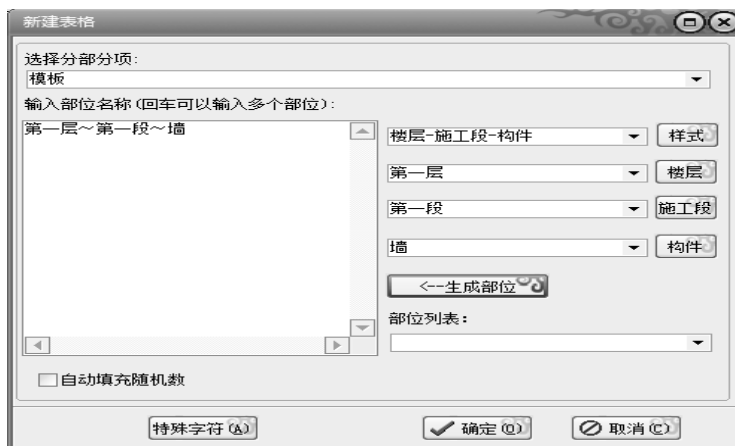 新建表格
选择分部分项:
模板
输入部位名称(回车可以输入多个部位):
第一层～第一段～墙
楼层-施工段-构件
样式
第一层
楼层
第一段
施工段
墙
构件
<--生成部位
部位列表:
自动填充随机数
特殊字符(A)
确定(O)
取消(C)